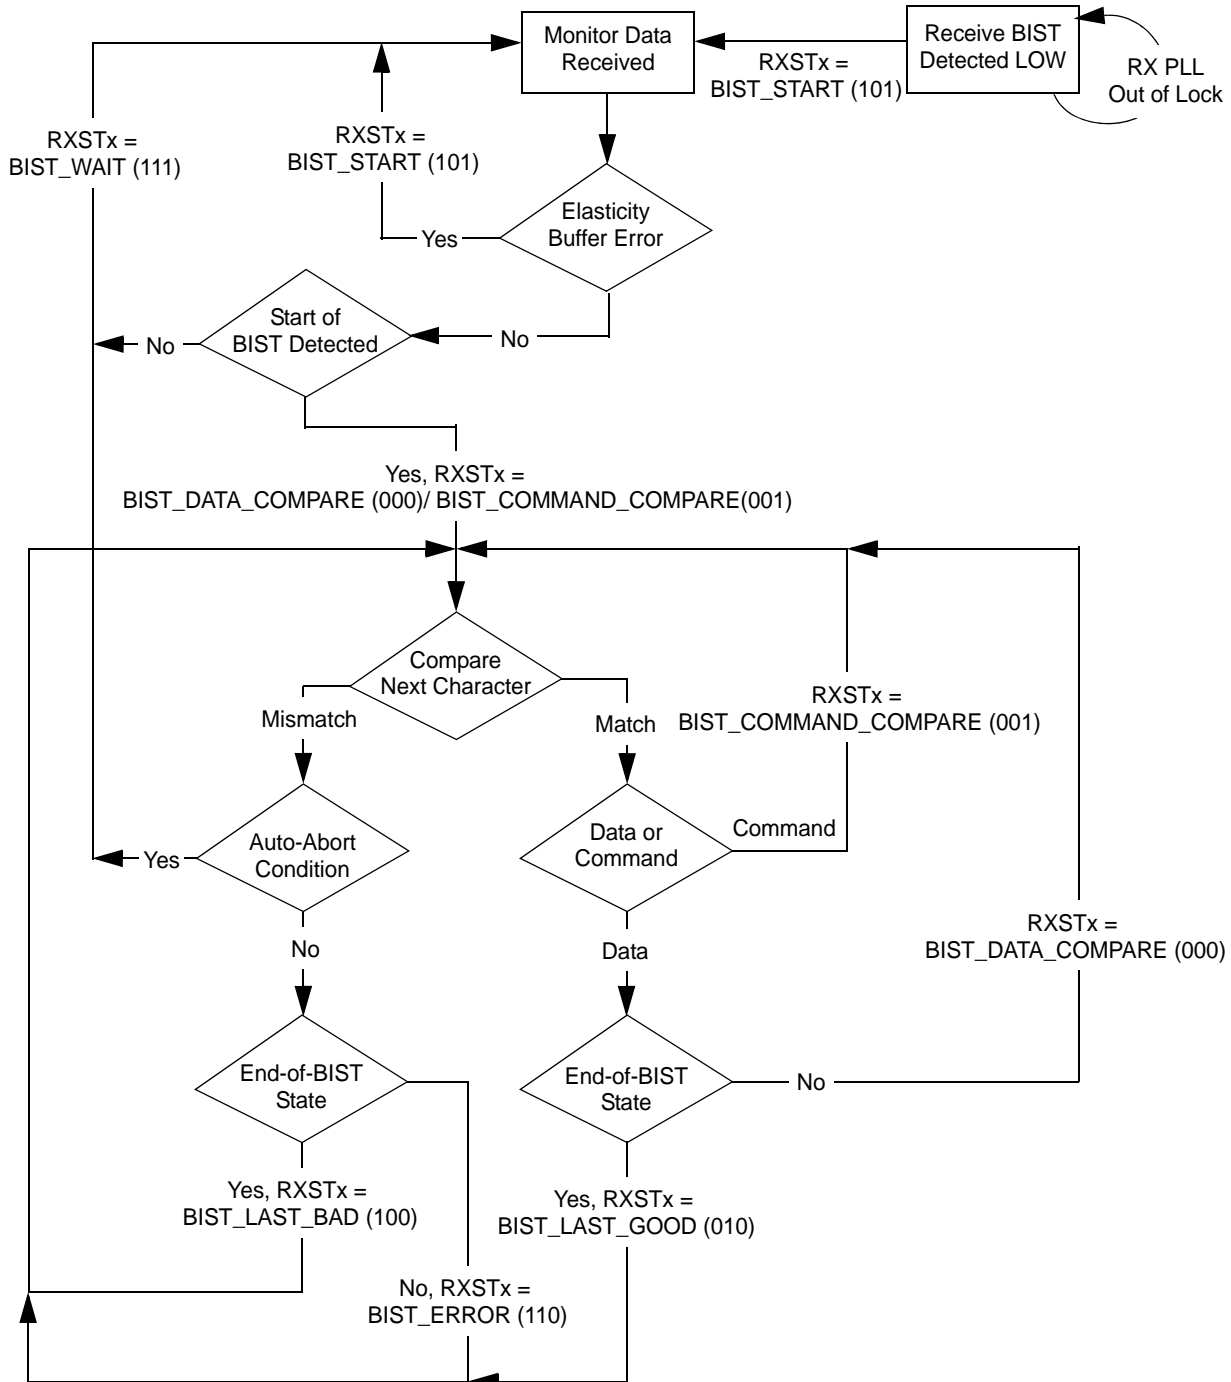 Monitor Data
Received
Receive BIST
Detected LOW
RX PLL
Out of Lock
RXSTx =
BIST_START (101)
RXSTx =
BIST_WAIT (111)
RXSTx =
BIST_START (101)
Elasticity
Buffer Error
Yes
No
Start of
BIST Detected
No
Yes, RXSTx =
BIST_DATA_COMPARE (000)/ BIST_COMMAND_COMPARE(001)
Compare
Next Character
Mismatch
Match
RXSTx =
BIST_COMMAND_COMPARE (001)
Auto-Abort
Condition
Yes
Data or
Command
Command
No
Data
RXSTx =
BIST_DATA_COMPARE (000)
End-of-BIST
State
End-of-BIST
State
No
Yes, RXSTx =
BIST_LAST_BAD (100)
Yes, RXSTx =
BIST_LAST_GOOD (010)
No, RXSTx =
BIST_ERROR (110)